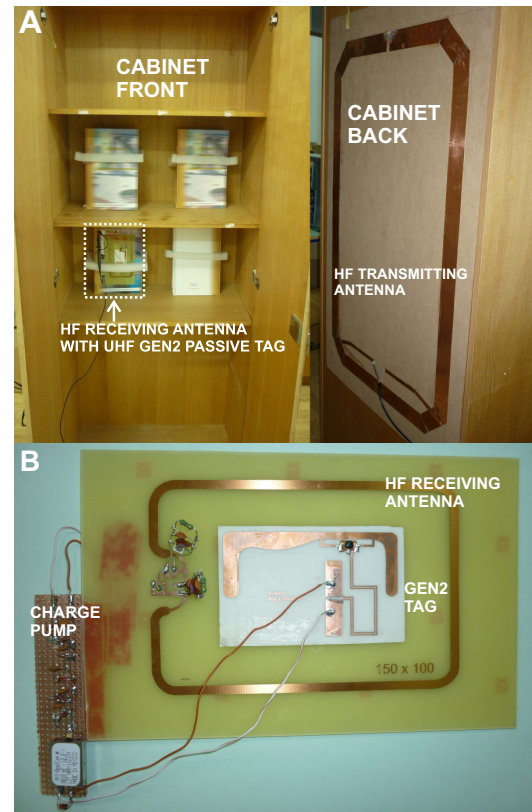 A
CABINET
FRONT
CABINET
BACK
HF TRANSMITTING
ANTENNA
HF RECEIVING ANTENNA
WITH UHF GEN2 PASSIVE TAG
B
HF RECEIVING
ANTENNA
GEN2
TAG
CHARGE
PUMP
150 x 100